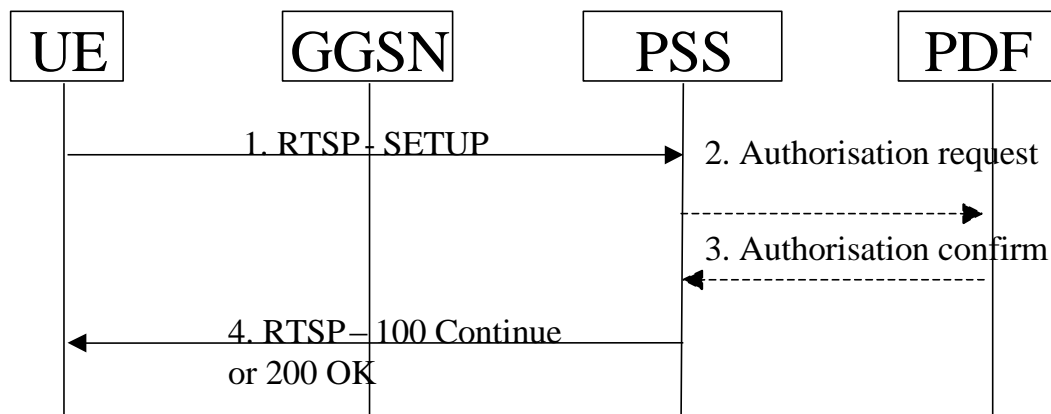 UE
GGSN
PSS
PDF
1. RTSP - SETUP
2. Authorisation request
3. Authorisation confirm
4. RTSP – 100 Continue
or 200 OK